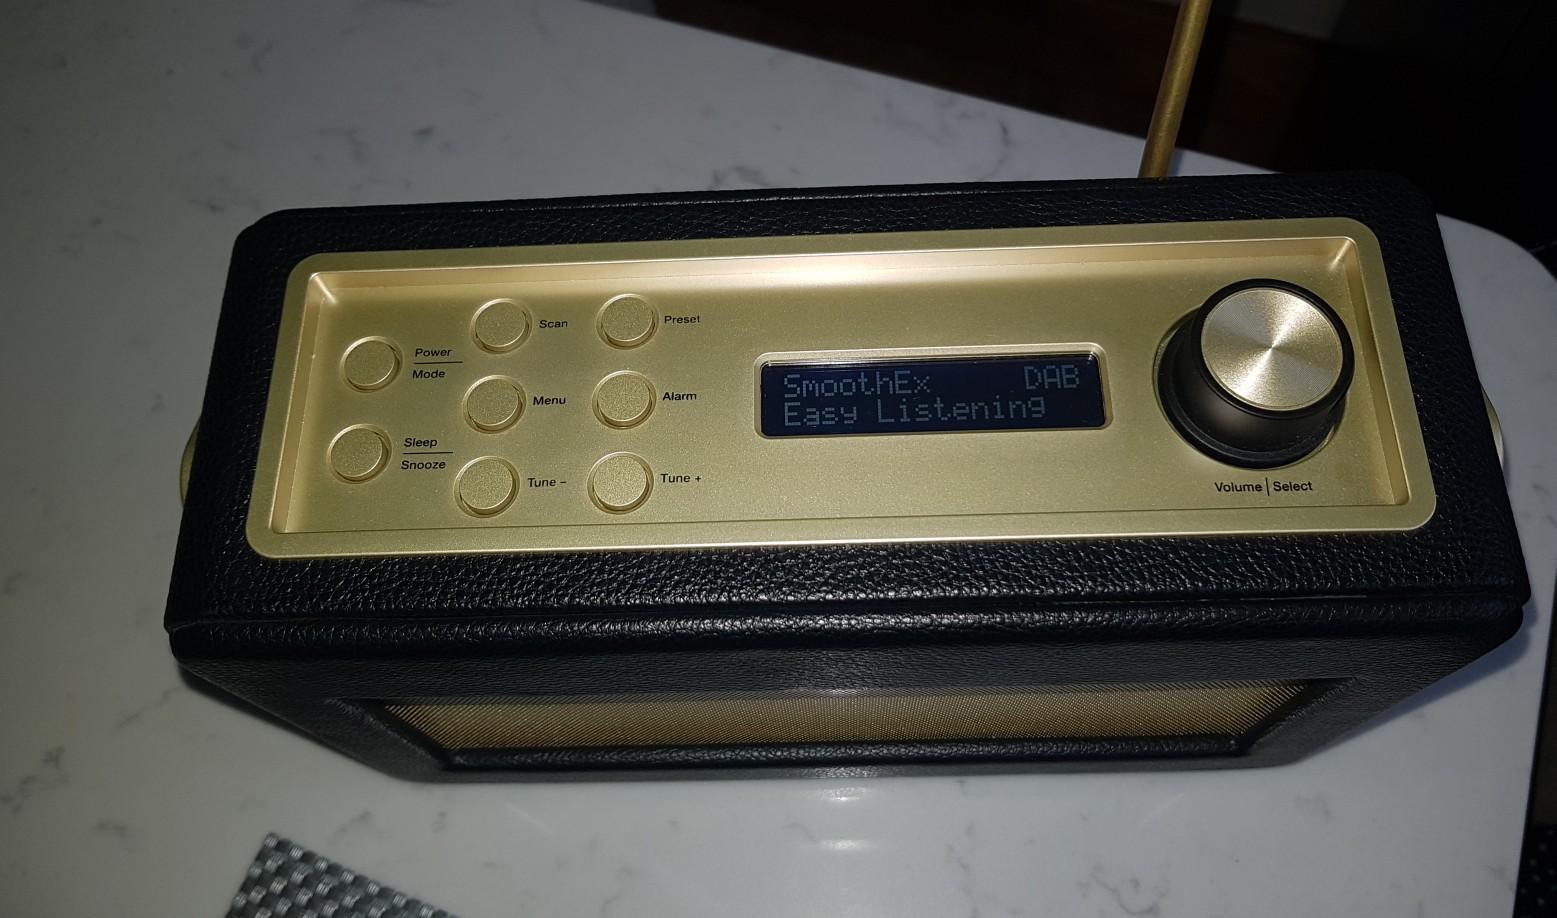 Scan
Preset
Power
Mode
Menu
Alarm
Sleep
Snooze
Tune –
Tune +
SmoothEx DAB
Easy Listening
Volume | Select